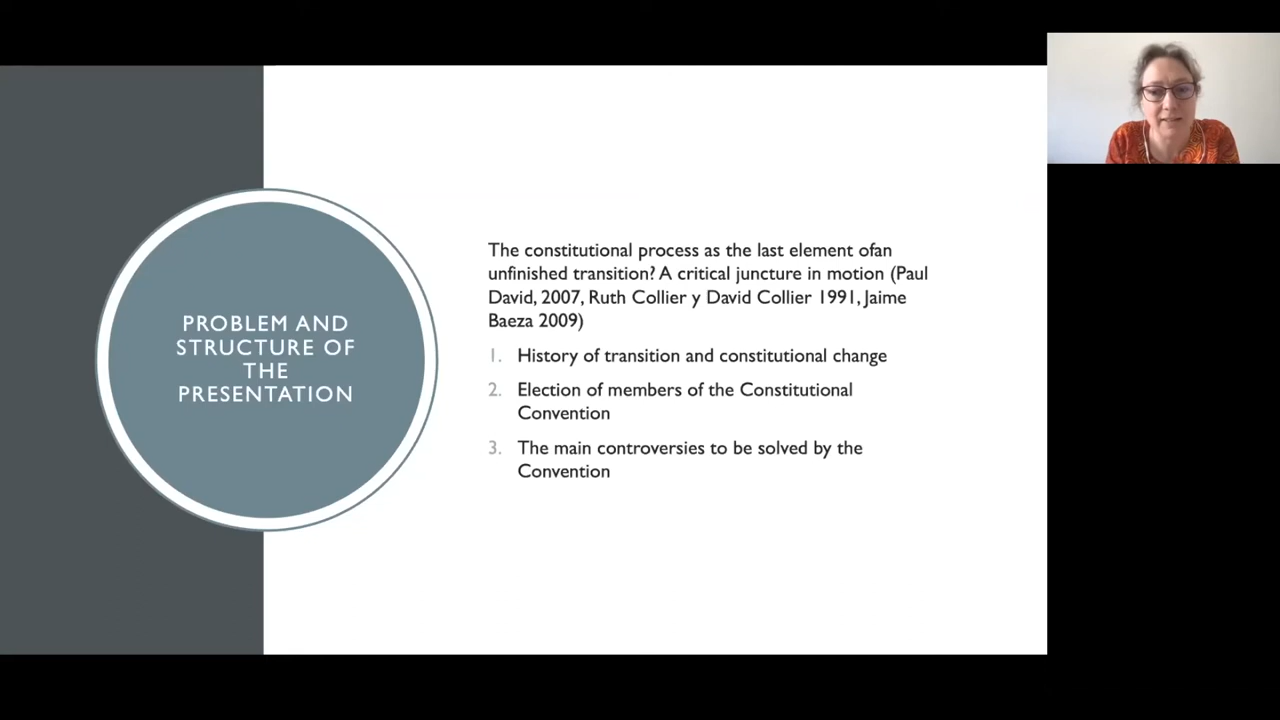 PROBLEM AND
STRUCTURE OF
THE
PRESENTATION
The constitutional process as the last element ofan
unfinished transition? A critical juncture in motion (Paul
David, 2007, Ruth Collier y David Collier 1991, Jaime
Baeza 2009)
1. History of transition and constitutional change
2. Election of members of the Constitutional
Convention
3. The main controversies to be solved by the
Convention